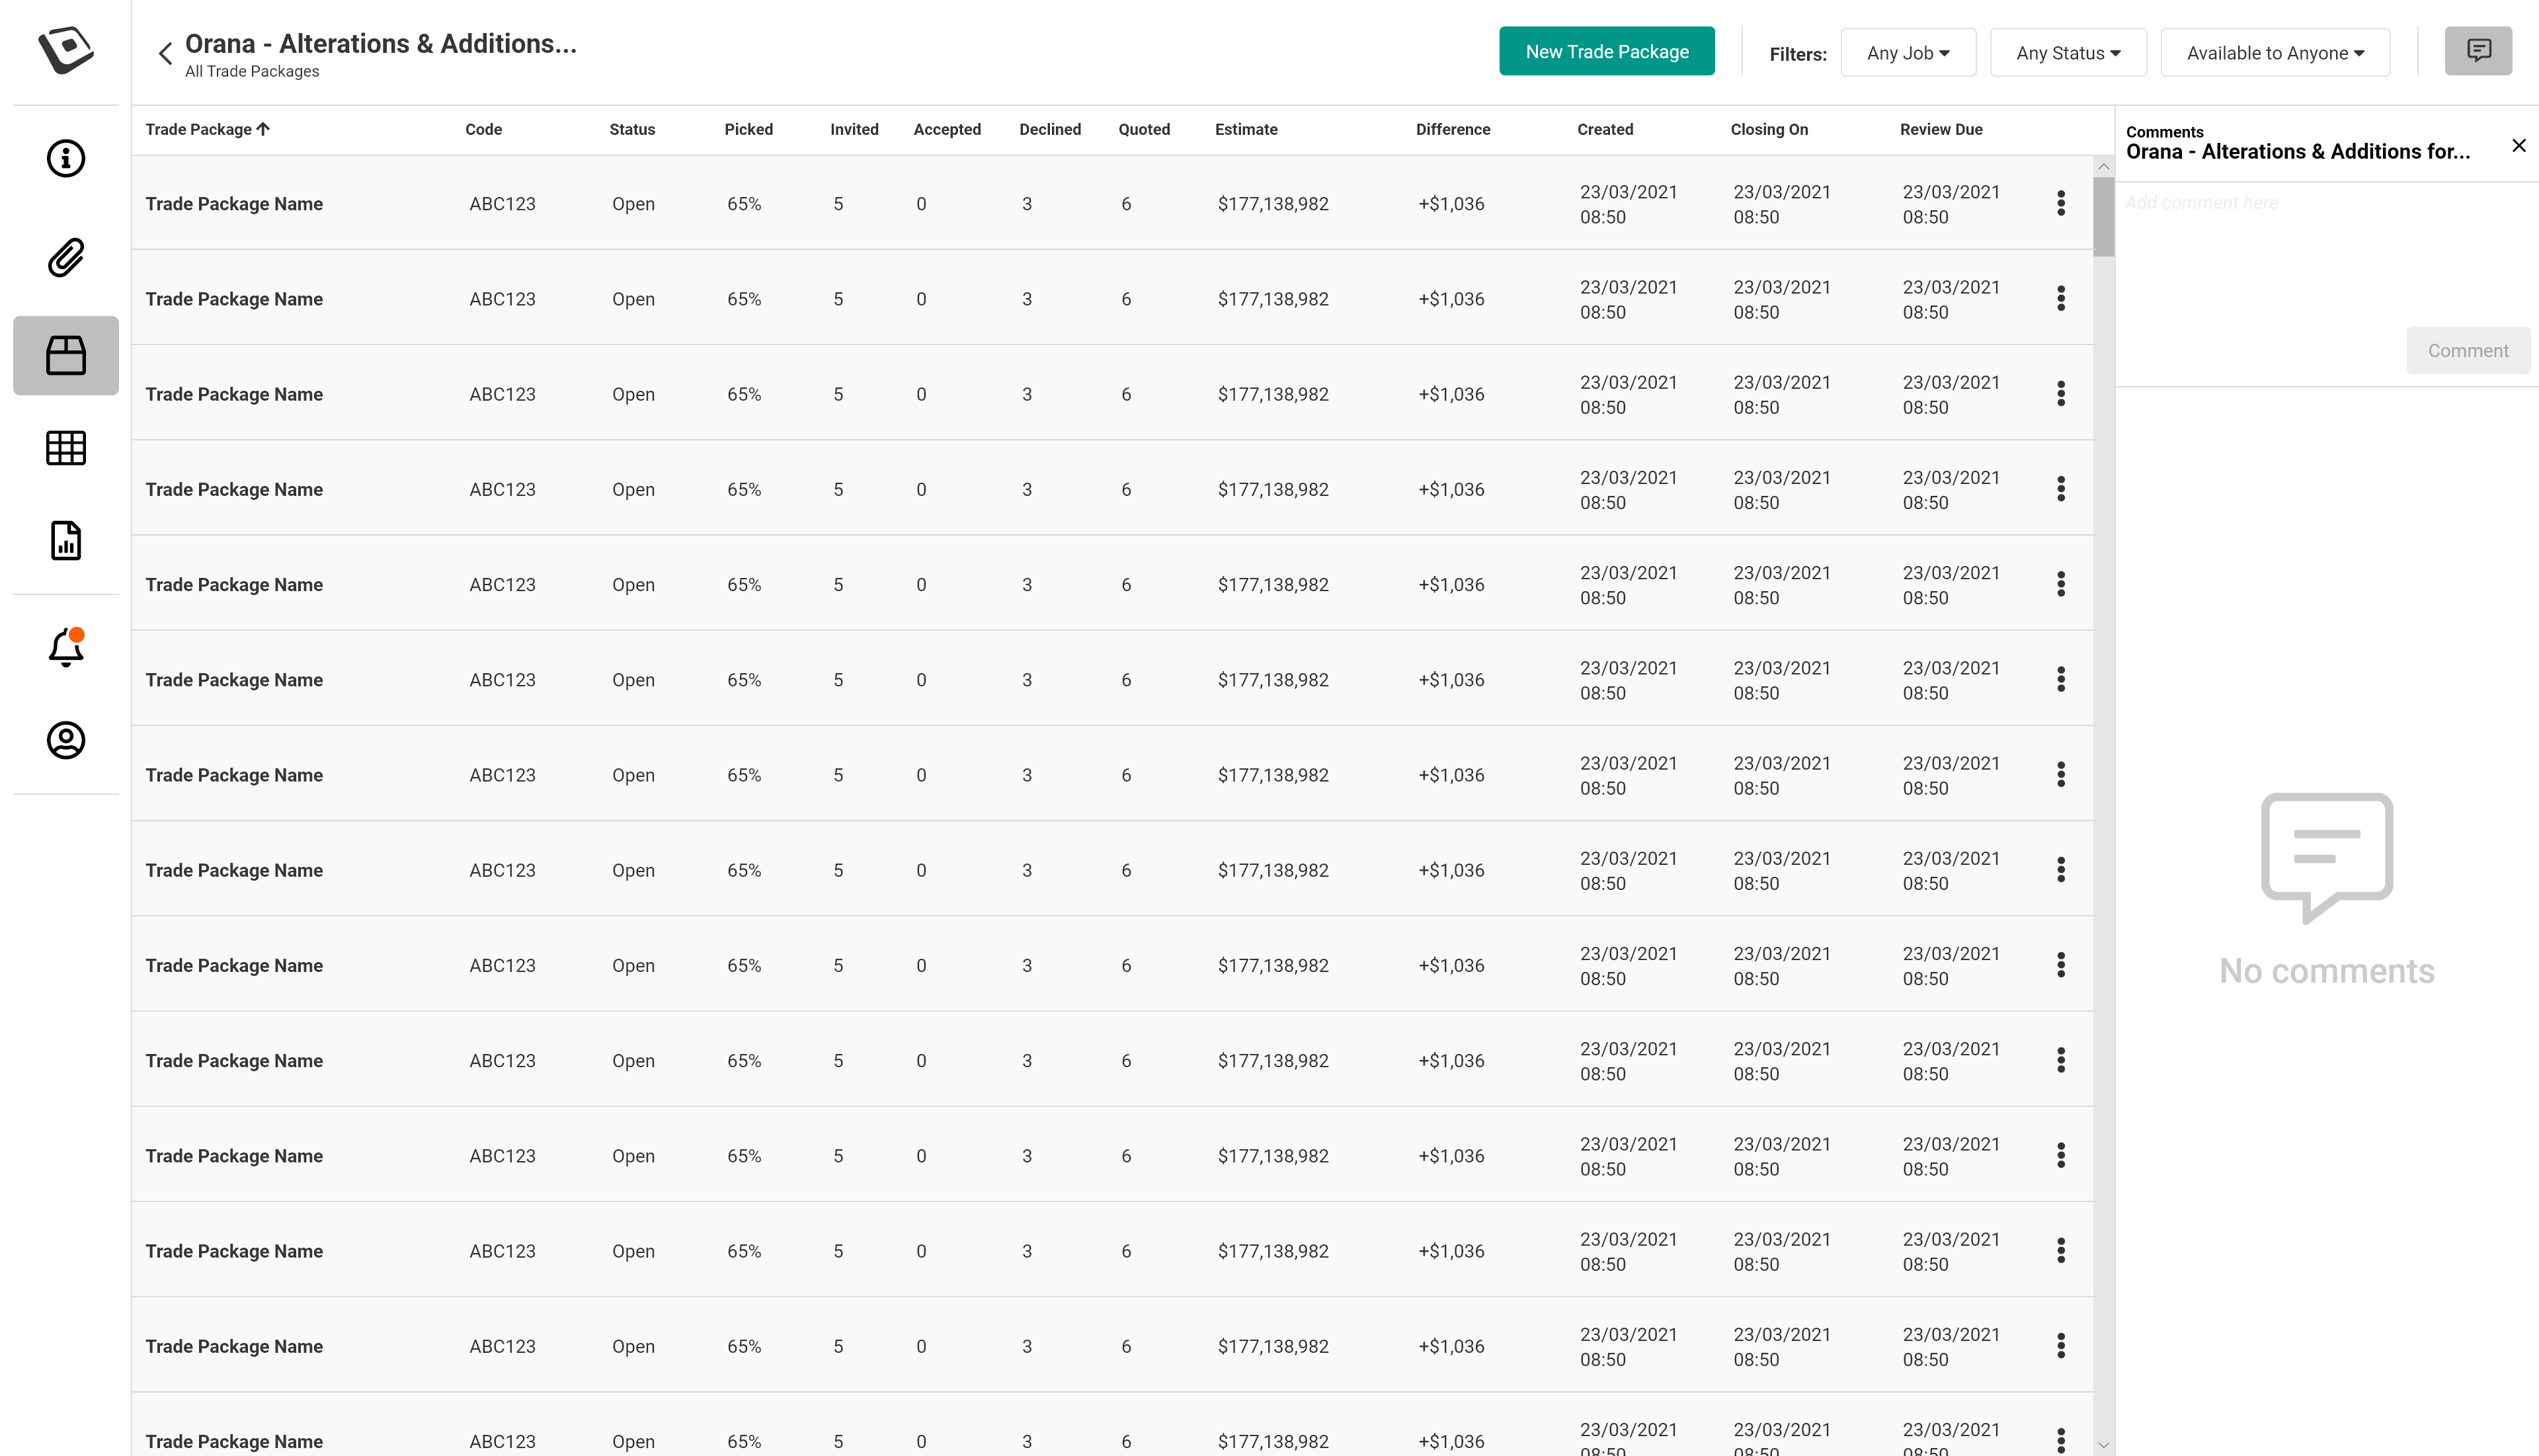 Orana - Alterations & Additions...
All Trade Packages
New Trade Package
Filters:
Any Job
Any Status
Available to Anyone
Trade Package Code Status Picked Invited Accepted Declined Quoted Estimate Difference Created Closing On Review Due
Trade Package Name ABC123 Open 65% 5 0 3 6 $177,138,982 +$1,036 23/03/2021 08:50 23/03/2021 08:50 23/03/2021 08:50
Trade Package Name ABC123 Open 65% 5 0 3 6 $177,138,982 +$1,036 23/03/2021 08:50 23/03/2021 08:50 23/03/2021 08:50
Trade Package Name ABC123 Open 65% 5 0 3 6 $177,138,982 +$1,036 23/03/2021 08:50 23/03/2021 08:50 23/03/2021 08:50
Trade Package Name ABC123 Open 65% 5 0 3 6 $177,138,982 +$1,036 23/03/2021 08:50 23/03/2021 08:50 23/03/2021 08:50
Trade Package Name ABC123 Open 65% 5 0 3 6 $177,138,982 +$1,036 23/03/2021 08:50 23/03/2021 08:50 23/03/2021 08:50
Trade Package Name ABC123 Open 65% 5 0 3 6 $177,138,982 +$1,036 23/03/2021 08:50 23/03/2021 08:50 23/03/2021 08:50
Trade Package Name ABC123 Open 65% 5 0 3 6 $177,138,982 +$1,036 23/03/2021 08:50 23/03/2021 08:50 23/03/2021 08:50
Trade Package Name ABC123 Open 65% 5 0 3 6 $177,138,982 +$1,036 23/03/2021 08:50 23/03/2021 08:50 23/03/2021 08:50
Trade Package Name ABC123 Open 65% 5 0 3 6 $177,138,982 +$1,036 23/03/2021 08:50 23/03/2021 08:50 23/03/2021 08:50
Trade Package Name ABC123 Open 65% 5 0 3 6 $177,138,982 +$1,036 23/03/2021 08:50 23/03/2021 08:50 23/03/2021 08:50
Trade Package Name ABC123 Open 65% 5 0 3 6 $177,138,982 +$1,036 23/03/2021 08:50 23/03/2021 08:50 23/03/2021 08:50
Trade Package Name ABC123 Open 65% 5 0 3 6 $177,138,982 +$1,036 23/03/2021 08:50 23/03/2021 08:50 23/03/2021 08:50
Trade Package Name ABC123 Open 65% 5 0 3 6 $177,138,982 +$1,036 23/03/2021 08:50 23/03/2021 08:50 23/03/2021 08:50
Trade Package Name ABC123 Open 65% 5 0 3 6 $177,138,982 +$1,036 23/03/2021 08:50 23/03/2021 08:50 23/03/2021 08:50
Comments
Orana - Alterations & Additions for...
Add comment here
Comment
No comments